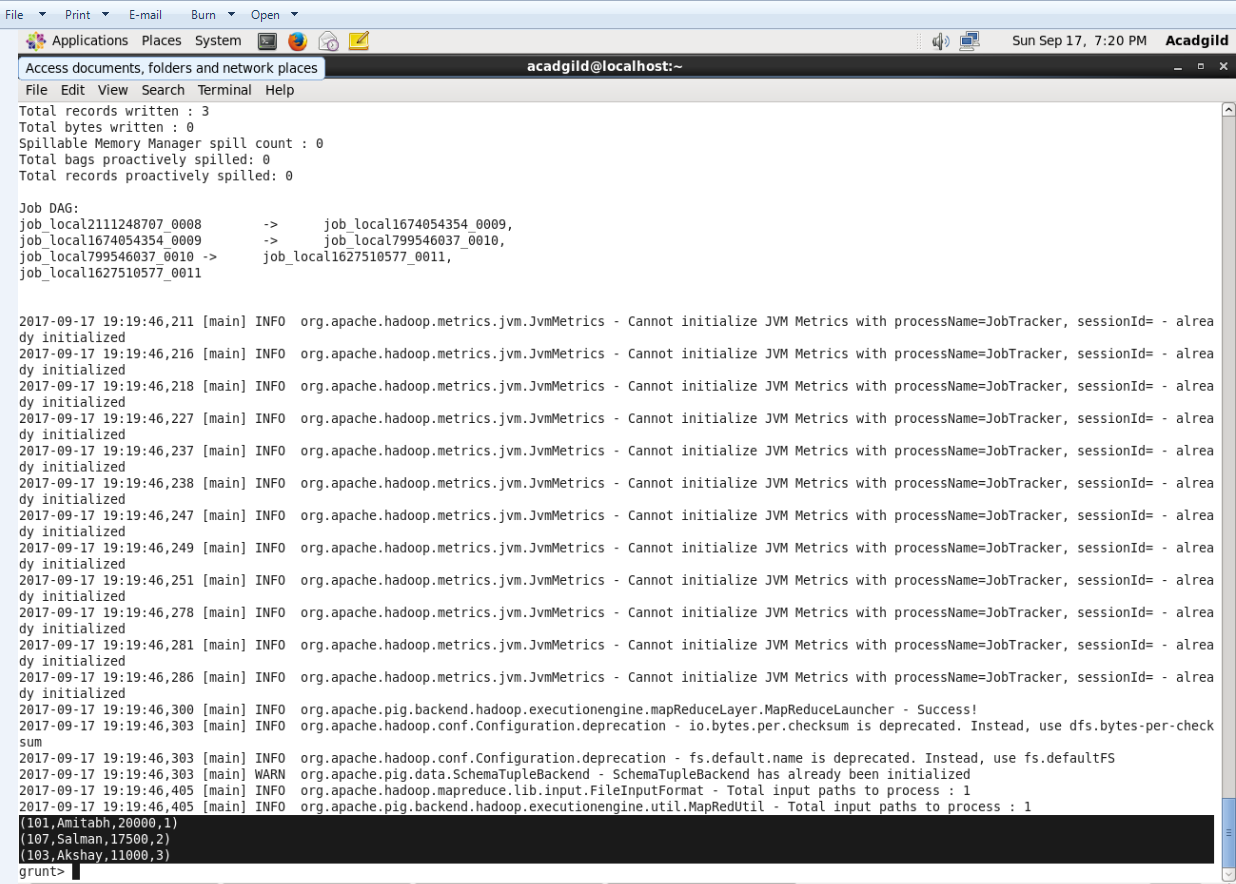 File Print E-mail Burn Open
Applications Places System Sun Sep 17, 7:20 PM Acadgild
Access documents, folders and network places acadgild@localhost:~
File Edit View Search Terminal Help
Total records written : 3
Total bytes written : 0
Spillable Memory Manager spill count : 0
Total bags proactively spilled: 0
Total records proactively spilled: 0
Job DAG:
job_local2111248707_0008 -> job_local1674054354_0009,
job_local1674054354_0009 -> job_local799546037_0010,
job_local799546037_0010 -> job_local1627510577_0011,
job_local1627510577_0011
2017-09-17 19:19:46,211 [main] INFO org.apache.hadoop.metrics.jvm.JvmMetrics - Cannot initialize JVM Metrics with processName=JobTracker, sessionId= - alrea
dy initialized
2017-09-17 19:19:46,216 [main] INFO org.apache.hadoop.metrics.jvm.JvmMetrics - Cannot initialize JVM Metrics with processName=JobTracker, sessionId= - alrea
dy initialized
2017-09-17 19:19:46,218 [main] INFO org.apache.hadoop.metrics.jvm.JvmMetrics - Cannot initialize JVM Metrics with processName=JobTracker, sessionId= - alrea
dy initialized
2017-09-17 19:19:46,227 [main] INFO org.apache.hadoop.metrics.jvm.JvmMetrics - Cannot initialize JVM Metrics with processName=JobTracker, sessionId= - alrea
dy initialized
2017-09-17 19:19:46,237 [main] INFO org.apache.hadoop.metrics.jvm.JvmMetrics - Cannot initialize JVM Metrics with processName=JobTracker, sessionId= - alrea
dy initialized
2017-09-17 19:19:46,238 [main] INFO org.apache.hadoop.metrics.jvm.JvmMetrics - Cannot initialize JVM Metrics with processName=JobTracker, sessionId= - alrea
dy initialized
2017-09-17 19:19:46,247 [main] INFO org.apache.hadoop.metrics.jvm.JvmMetrics - Cannot initialize JVM Metrics with processName=JobTracker, sessionId= - alrea
dy initialized
2017-09-17 19:19:46,249 [main] INFO org.apache.hadoop.metrics.jvm.JvmMetrics - Cannot initialize JVM Metrics with processName=JobTracker, sessionId= - alrea
dy initialized
2017-09-17 19:19:46,251 [main] INFO org.apache.hadoop.metrics.jvm.JvmMetrics - Cannot initialize JVM Metrics with processName=JobTracker, sessionId= - alrea
dy initialized
2017-09-17 19:19:46,278 [main] INFO org.apache.hadoop.metrics.jvm.JvmMetrics - Cannot initialize JVM Metrics with processName=JobTracker, sessionId= - alrea
dy initialized
2017-09-17 19:19:46,281 [main] INFO org.apache.hadoop.metrics.jvm.JvmMetrics - Cannot initialize JVM Metrics with processName=JobTracker, sessionId= - alrea
dy initialized
2017-09-17 19:19:46,286 [main] INFO org.apache.hadoop.metrics.jvm.JvmMetrics - Cannot initialize JVM Metrics with processName=JobTracker, sessionId= - alrea
dy initialized
2017-09-17 19:19:46,300 [main] INFO org.apache.pig.backend.hadoop.executionengine.mapReduceLayer.MapReduceLauncher - Success!
2017-09-17 19:19:46,303 [main] INFO org.apache.hadoop.conf.Configuration.deprecation - io.bytes.per.checksum is deprecated. Instead, use dfs.bytes-per-check
sum
2017-09-17 19:19:46,303 [main] INFO org.apache.hadoop.conf.Configuration.deprecation - fs.default.name is deprecated. Instead, use fs.defaultFS
2017-09-17 19:19:46,303 [main] WARN org.apache.pig.data.SchemaTupleBackend - SchemaTupleBackend has already been initialized
2017-09-17 19:19:46,405 [main] INFO org.apache.hadoop.mapreduce.lib.input.FileInputFormat - Total input paths to process : 1
2017-09-17 19:19:46,405 [main] INFO org.apache.pig.backend.hadoop.executionengine.util.MapRedUtil - Total input paths to process : 1
(101,Amitabh,20000,1)
(107,Salman,17500,2)
(103,Akshay,11000,3)
grunt>